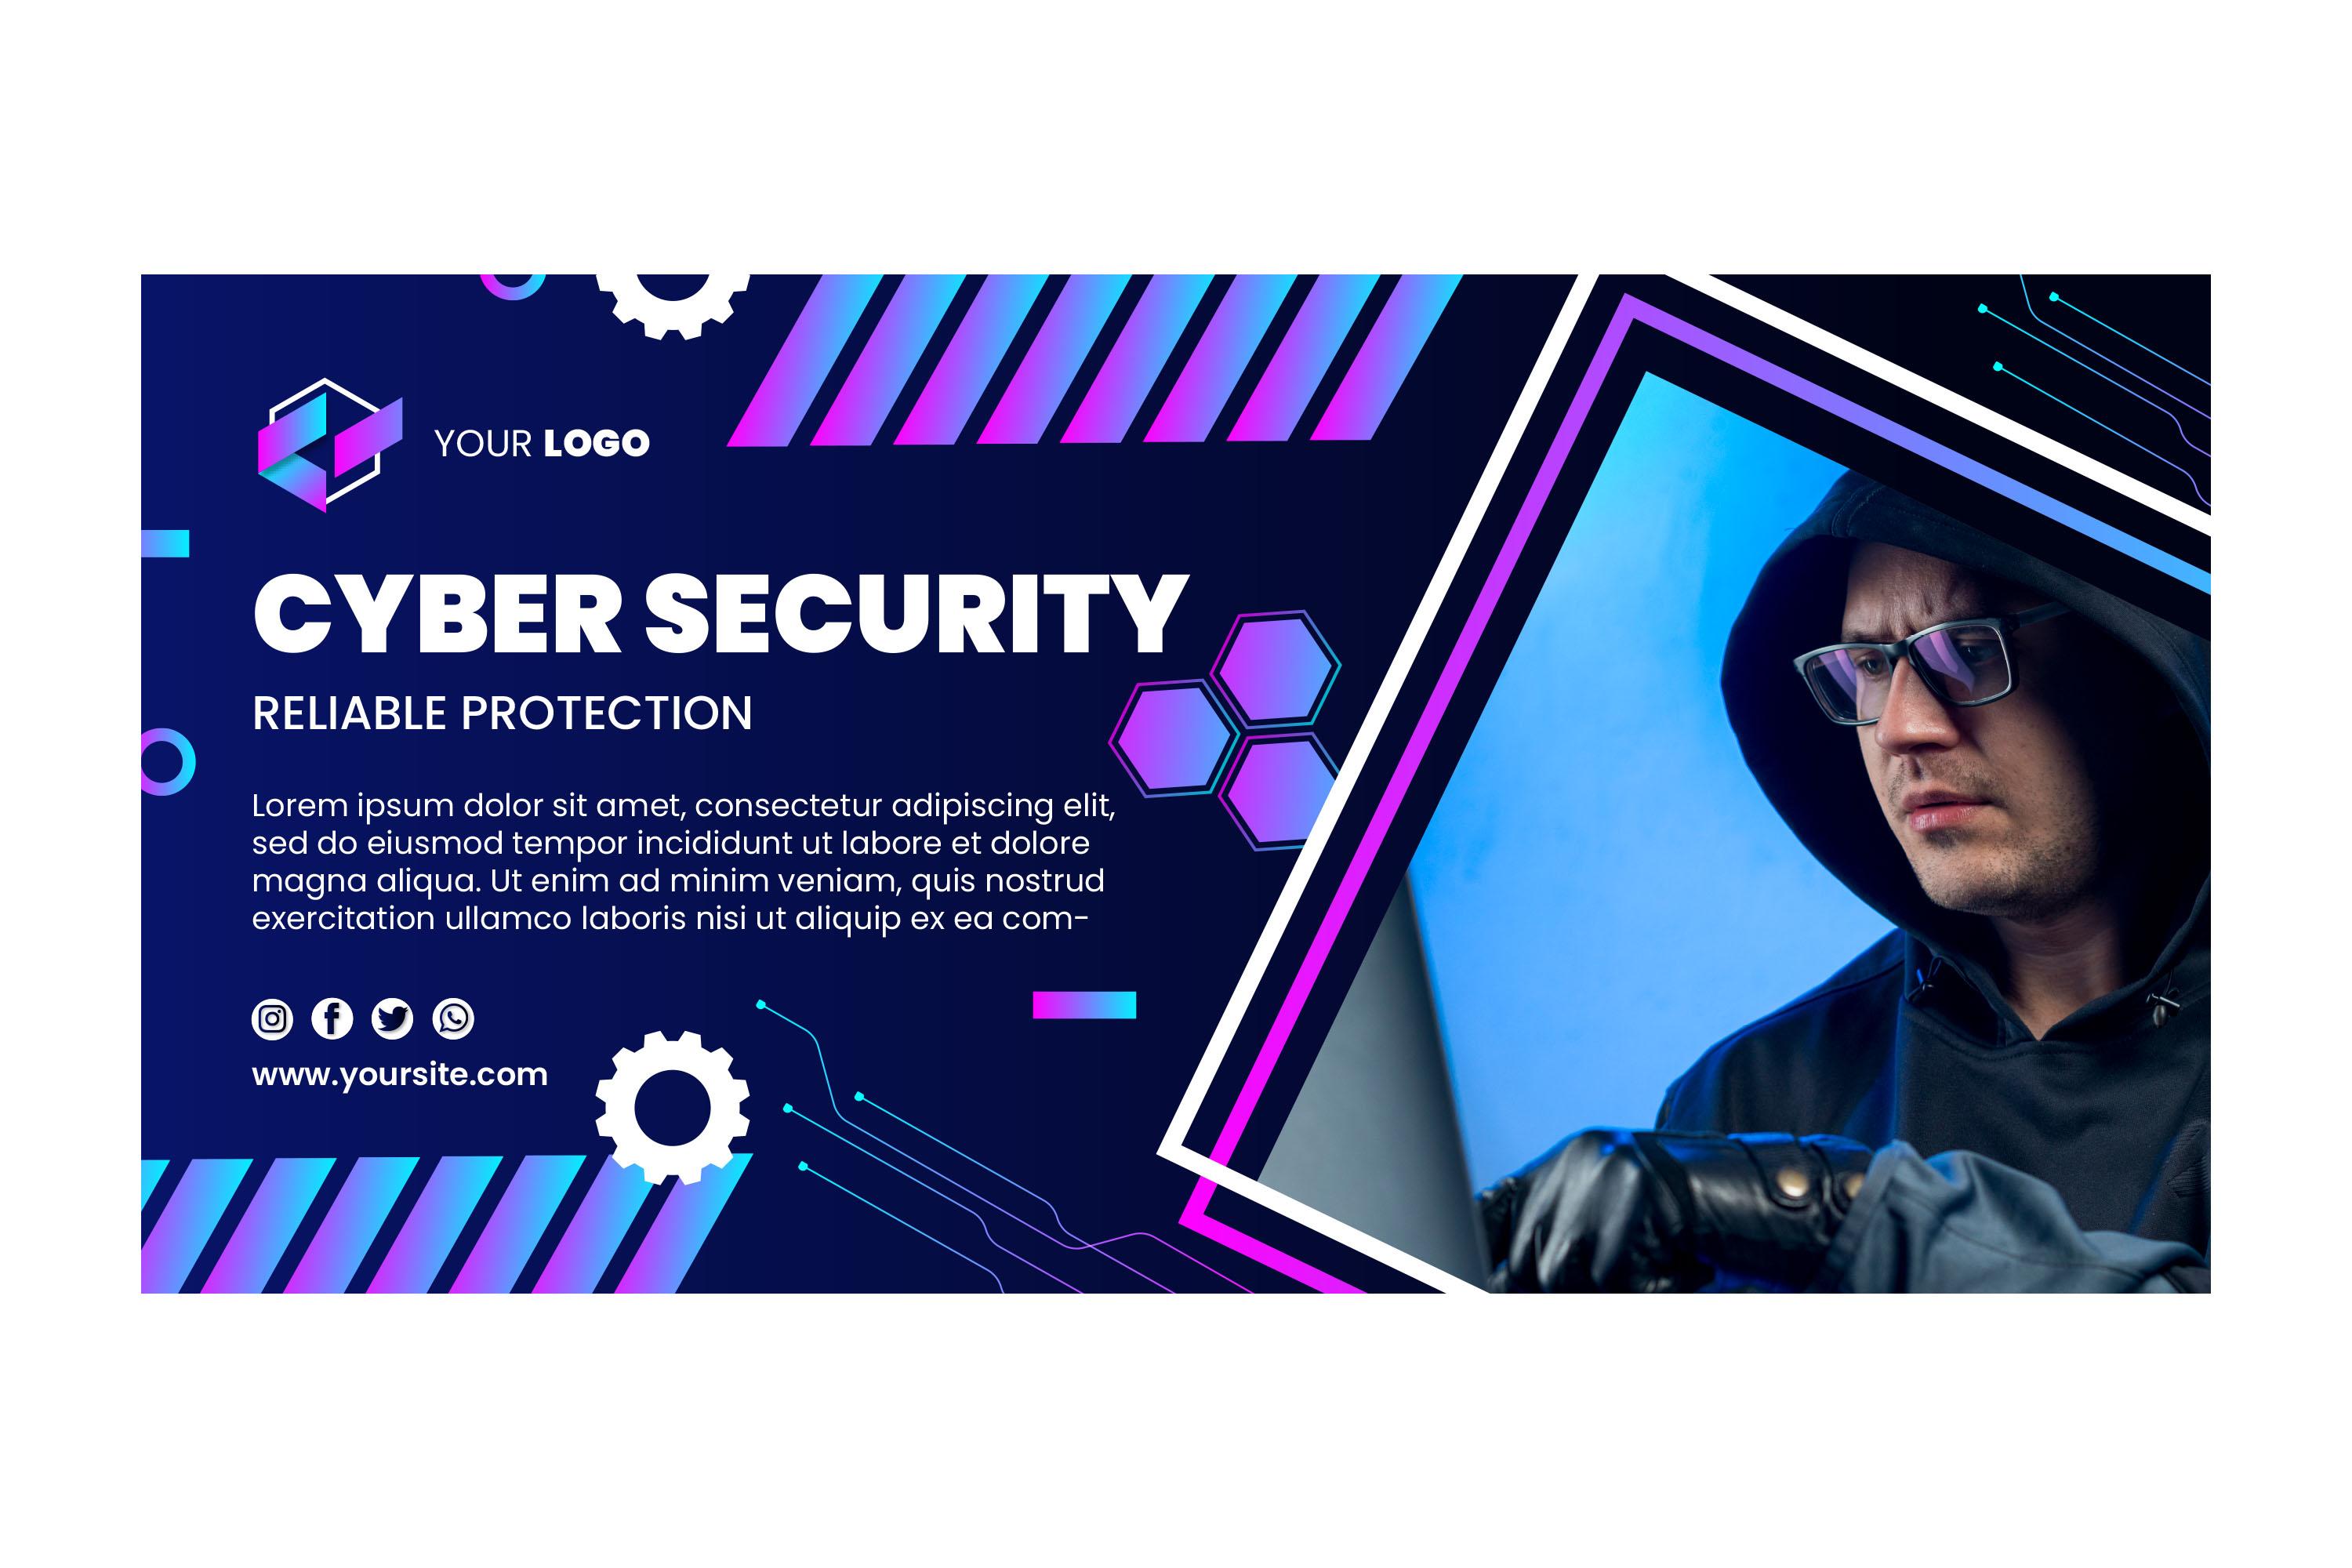 YOUR LOGO
CYBER SECURITY
RELIABLE PROTECTION
Lorem ipsum dolor sit amet, consectetur adipiscing elit,
sed do eiusmod tempor incididunt ut labore et dolore
magna aliqua. Ut enim ad minim veniam, quis nostrud
exercitation ullamco laboris nisi ut aliquip ex ea com-
www.yoursite.com